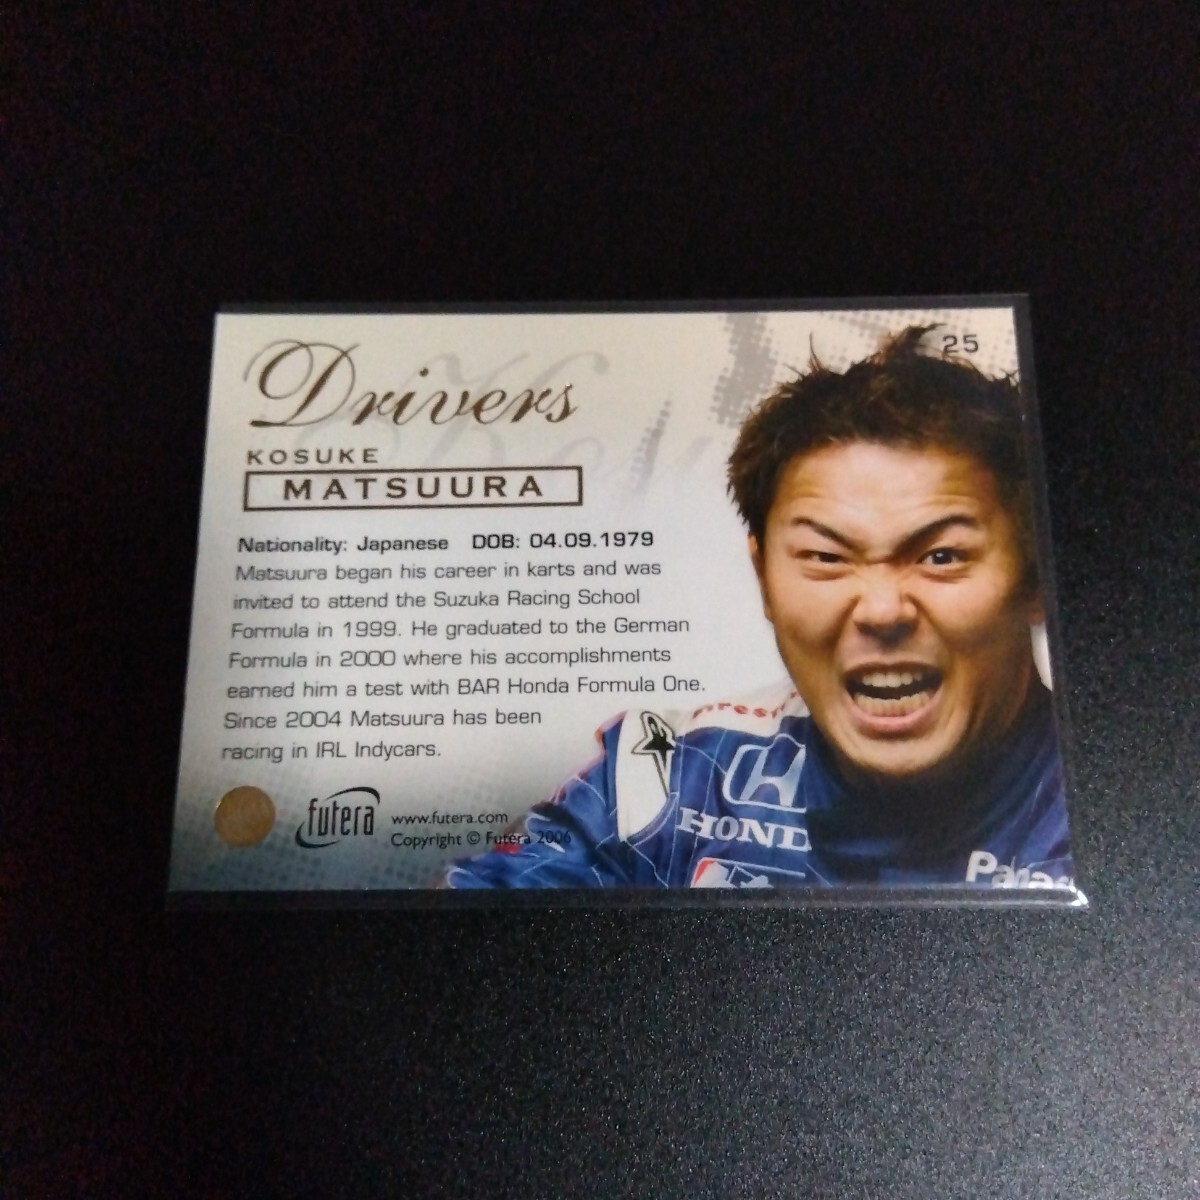 25
Drivers
KOSUKE
MATSUURA
Nationality: Japanese DOB: 04.09.1979
Matsuura began his career in karts and was
invited to attend the Suzuka Racing School
Formula in 1999. He graduated to the German
Formula in 2000 where his accomplishments
earned him a test with BAR Honda Formula One.
Since 2004 Matsuura has been
racing in IRL Indycars.
futera
www.futera.com
Copyright © Futera 2006
HOND